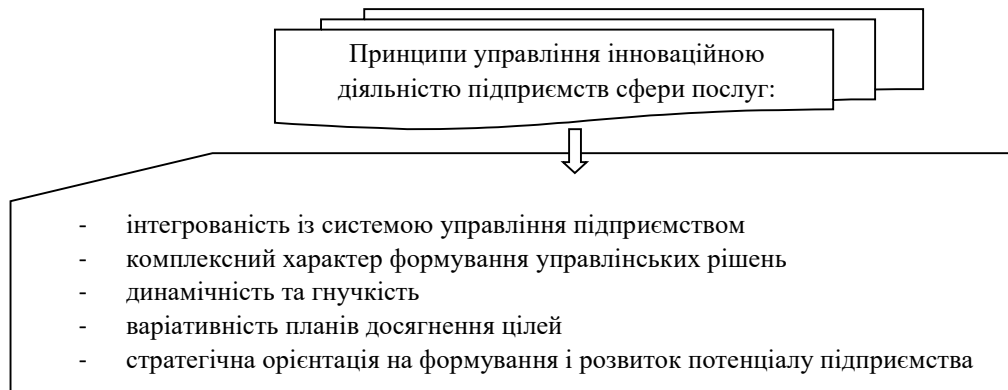 Принципи управління інноваційною
діяльністю підприємств сфери послуг:
- інтегрованість із системою управління підприємством
- комплексний характер формування управлінських рішень
- динамічність та гнучкість
- варіативність планів досягнення цілей
- стратегічна орієнтація на формування і розвиток потенціалу підприємства